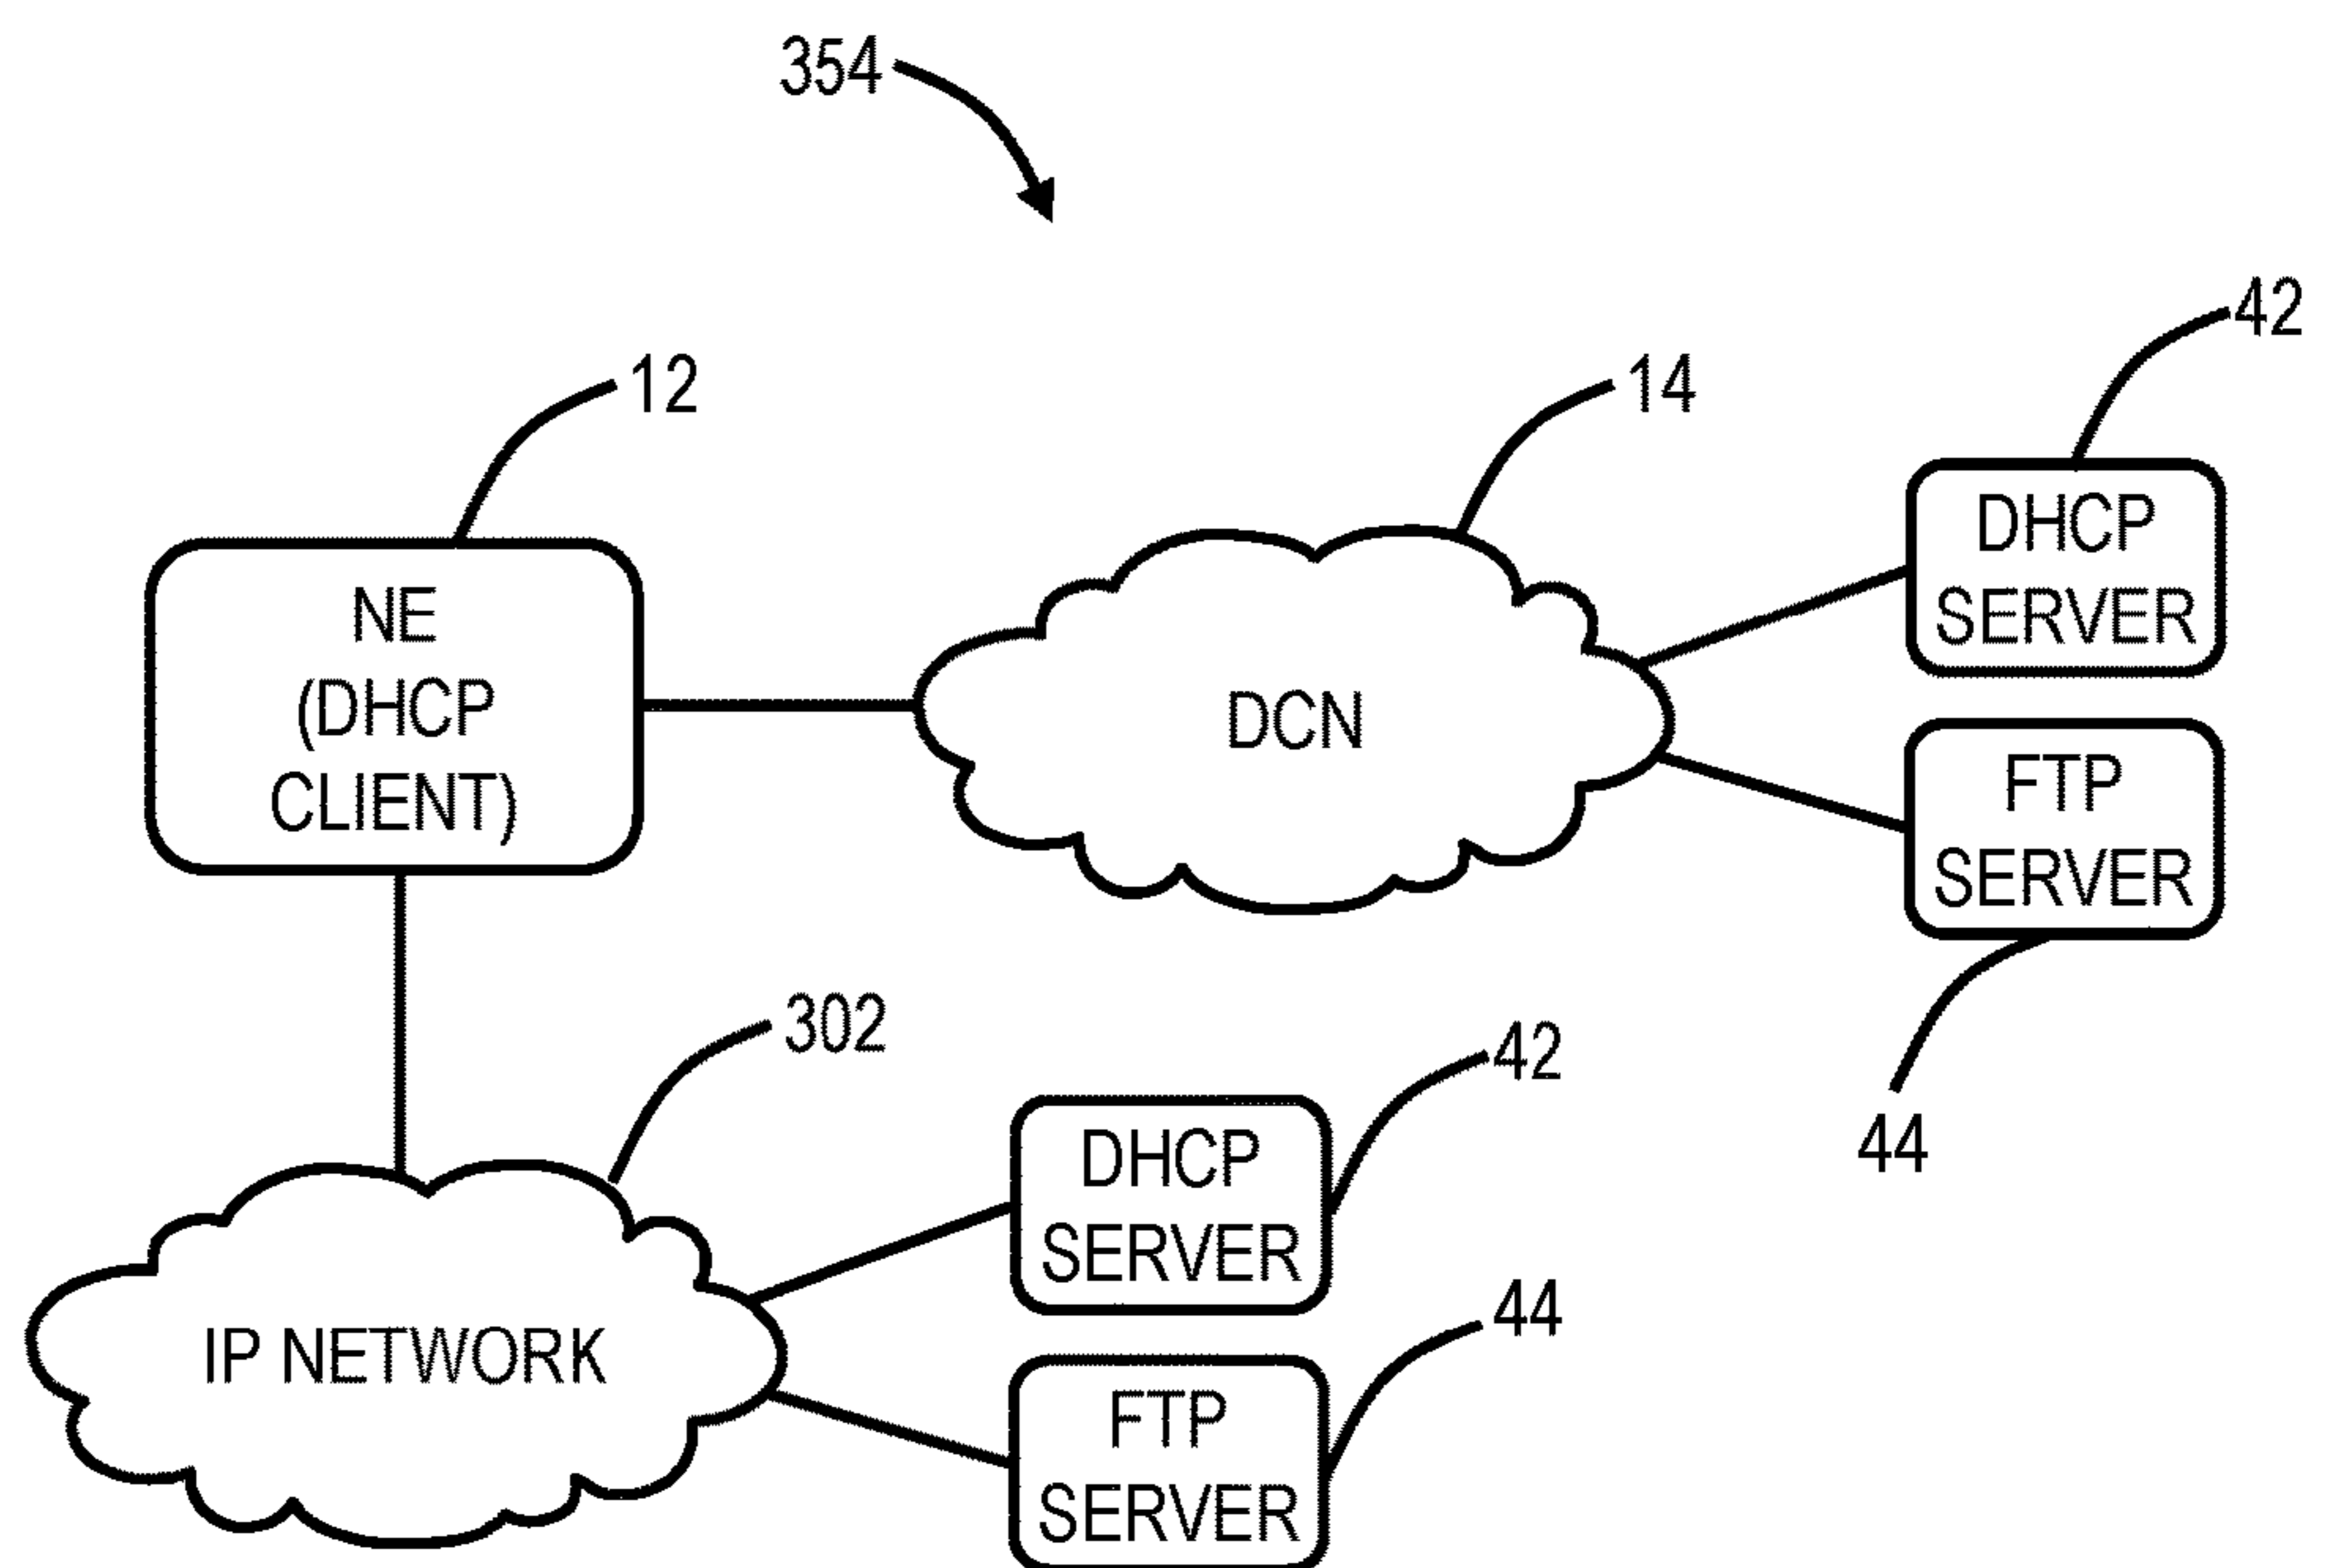 354
42
12
14
DHCP
SERVER
NE
(DHCP
CLIENT)
DCN
FTP
SERVER
302
42
44
DHCP
SERVER
44
IP NETWORK
FTP
SERVER